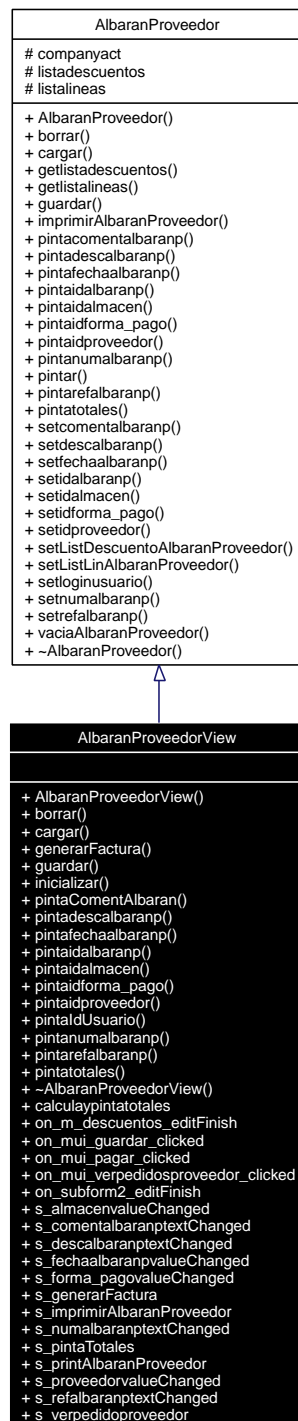 AlbaranProveedor
# companyact
# listadescuentos
# listalineas
+ AlbaranProveedor()
+ borrar()
+ cargar()
+ getlistadescuentos()
+ getlistalineas()
+ guardar()
+ imprimirAlbaranProveedor()
+ pintacomentalbaranp()
+ pintadescalbaranp()
+ pintafechaalbaranp()
+ pintaidalbaranp()
+ pintaidalmacen()
+ pintaidforma_pago()
+ pintaidproveedor()
+ pintanumalbaranp()
+ pintar()
+ pintarefalbaranp()
+ pintatotales()
+ setcomentalbaranp()
+ setdescalbaranp()
+ setfechaalbaranp()
+ setidalbaranp()
+ setidalmacen()
+ setidforma_pago()
+ setidproveedor()
+ setListDescuentoAlbaranProveedor()
+ setListLinAlbaranProveedor()
+ setloginusuario()
+ setnumalbaranp()
+ setrefalbaranp()
+ vaciaAlbaranProveedor()
+ ~AlbaranProveedor()
AlbaranProveedorView
+ AlbaranProveedorView()
+ borrar()
+ cargar()
+ generarFactura()
+ guardar()
+ inicializar()
+ pintaComentAlbaran()
+ pintadescalbaranp()
+ pintafechaalbaranp()
+ pintaidalbaranp()
+ pintaidalmacen()
+ pintaidforma_pago()
+ pintaidproveedor()
+ pintaIdUsuario()
+ pintanumalbaranp()
+ pintarefalbaranp()
+ pintatotales()
+ ~AlbaranProveedorView()
+ calculaypintatotales
+ on_m_descuentos_editFinish
+ on_mui_guardar_clicked
+ on_mui_pagar_clicked
+ on_mui_verpedidosproveedor_clicked
+ on_subform2_editFinish
+ s_almacenvalueChanged
+ s_comentalbaranptextChanged
+ s_descalbaranptextChanged
+ s_fechaalbaranpvalueChanged
+ s_forma_pagovalueChanged
+ s_generarFactura
+ s_imprimirAlbaranProveedor
+ s_numalbaranptextChanged
+ s_pintaTotales
+ s_printAlbaranProveedor
+ s_proveedorvalueChanged
+ s_refalbaranptextChanged
+ s_verpedidoproveedor